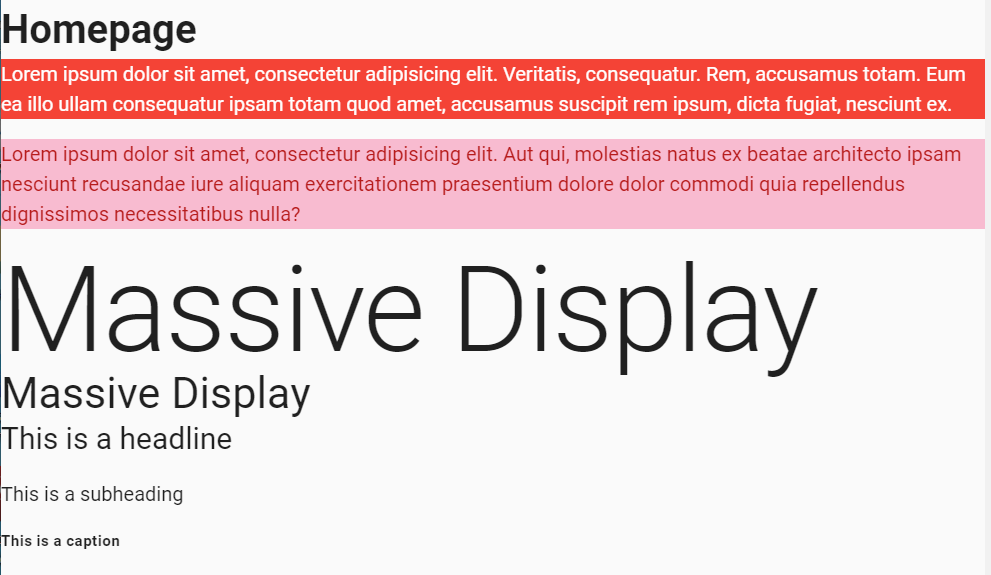 Homepage
Lorem ipsum dolor sit amet, consectetur adipisicing elit. Veritatis, consequatur. Rem, accusamus totam. Eum
ea illo ullam consequatur ipsam totam quod amet, accusamus suscipit rem ipsum, dicta fugiat, nesciunt ex.
Lorem ipsum dolor sit amet, consectetur adipisicing elit. Aut qui, molestias natus ex beatae architecto ipsam
nesciunt recusandae iure aliquam exercitationem praesentium dolore dolor commodi quia repellendus
dignissimos necessitatibus nulla?
Massive Display
Massive Display
This is a headline
This is a subheading
This is a caption